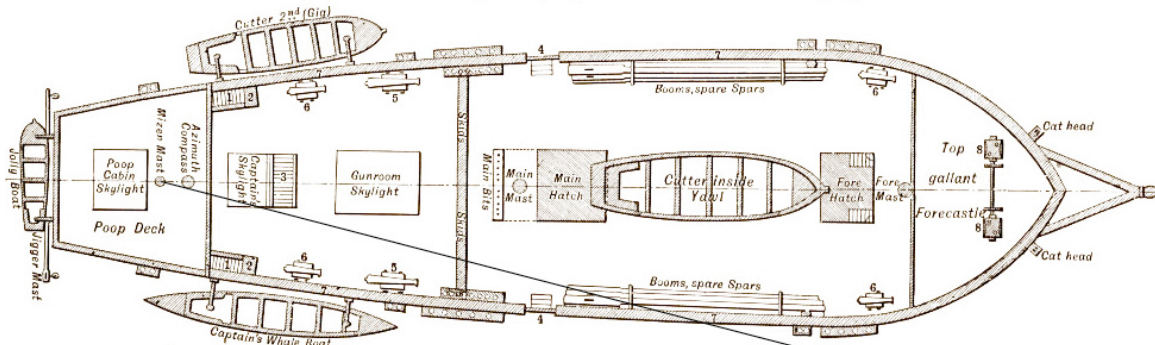 Cutter 2nd (Gig)
4
7
7
1
2
6
5
Booms, spare Spars
6
Cat head
Jolly Boat
Poop
Cabin
Skylight
Mizen Mast
Azimuth
Compass
Captain's
Skylight
3
Gunroom
Skylight
Skids
Main Bits
Main
Mast
Main
Hatch
Cutter inside
Yawl
Fore
Hatch
Fore
Mast
Top
gallant
Forecastle
8
8
Poop Deck
Skids
Jigger Mast
1
2
6
5
Booms, spare Spars
6
Cat head
7
4
7
Captain's Whale Boat